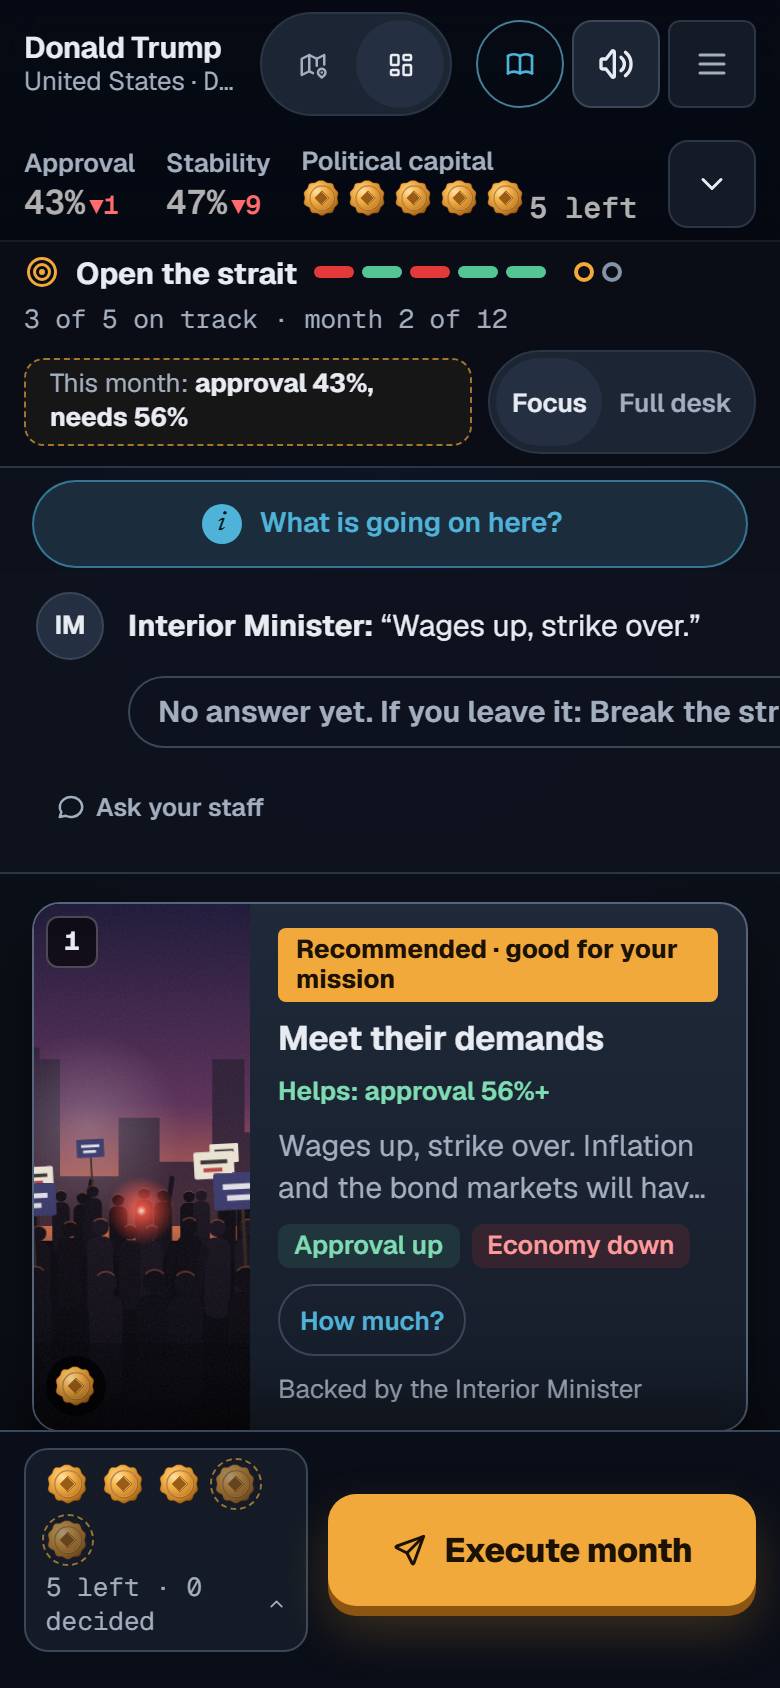 Donald Trump
United States · D...
Approval
43%▾1
Stability
47%▾9
Political capital
5 left
Open the strait
3 of 5 on track · month 2 of 12
This month: approval 43%,
needs 56%
Focus
Full desk
i What is going on here?
IM
Interior Minister: “Wages up, strike over.”
No answer yet. If you leave it: Break the str
Ask your staff
1
Recommended · good for your
mission
Meet their demands
Helps: approval 56%+
Wages up, strike over. Inflation
and the bond markets will hav...
Approval up
Economy down
How much?
Backed by the Interior Minister
5 left · 0
decided
Execute month